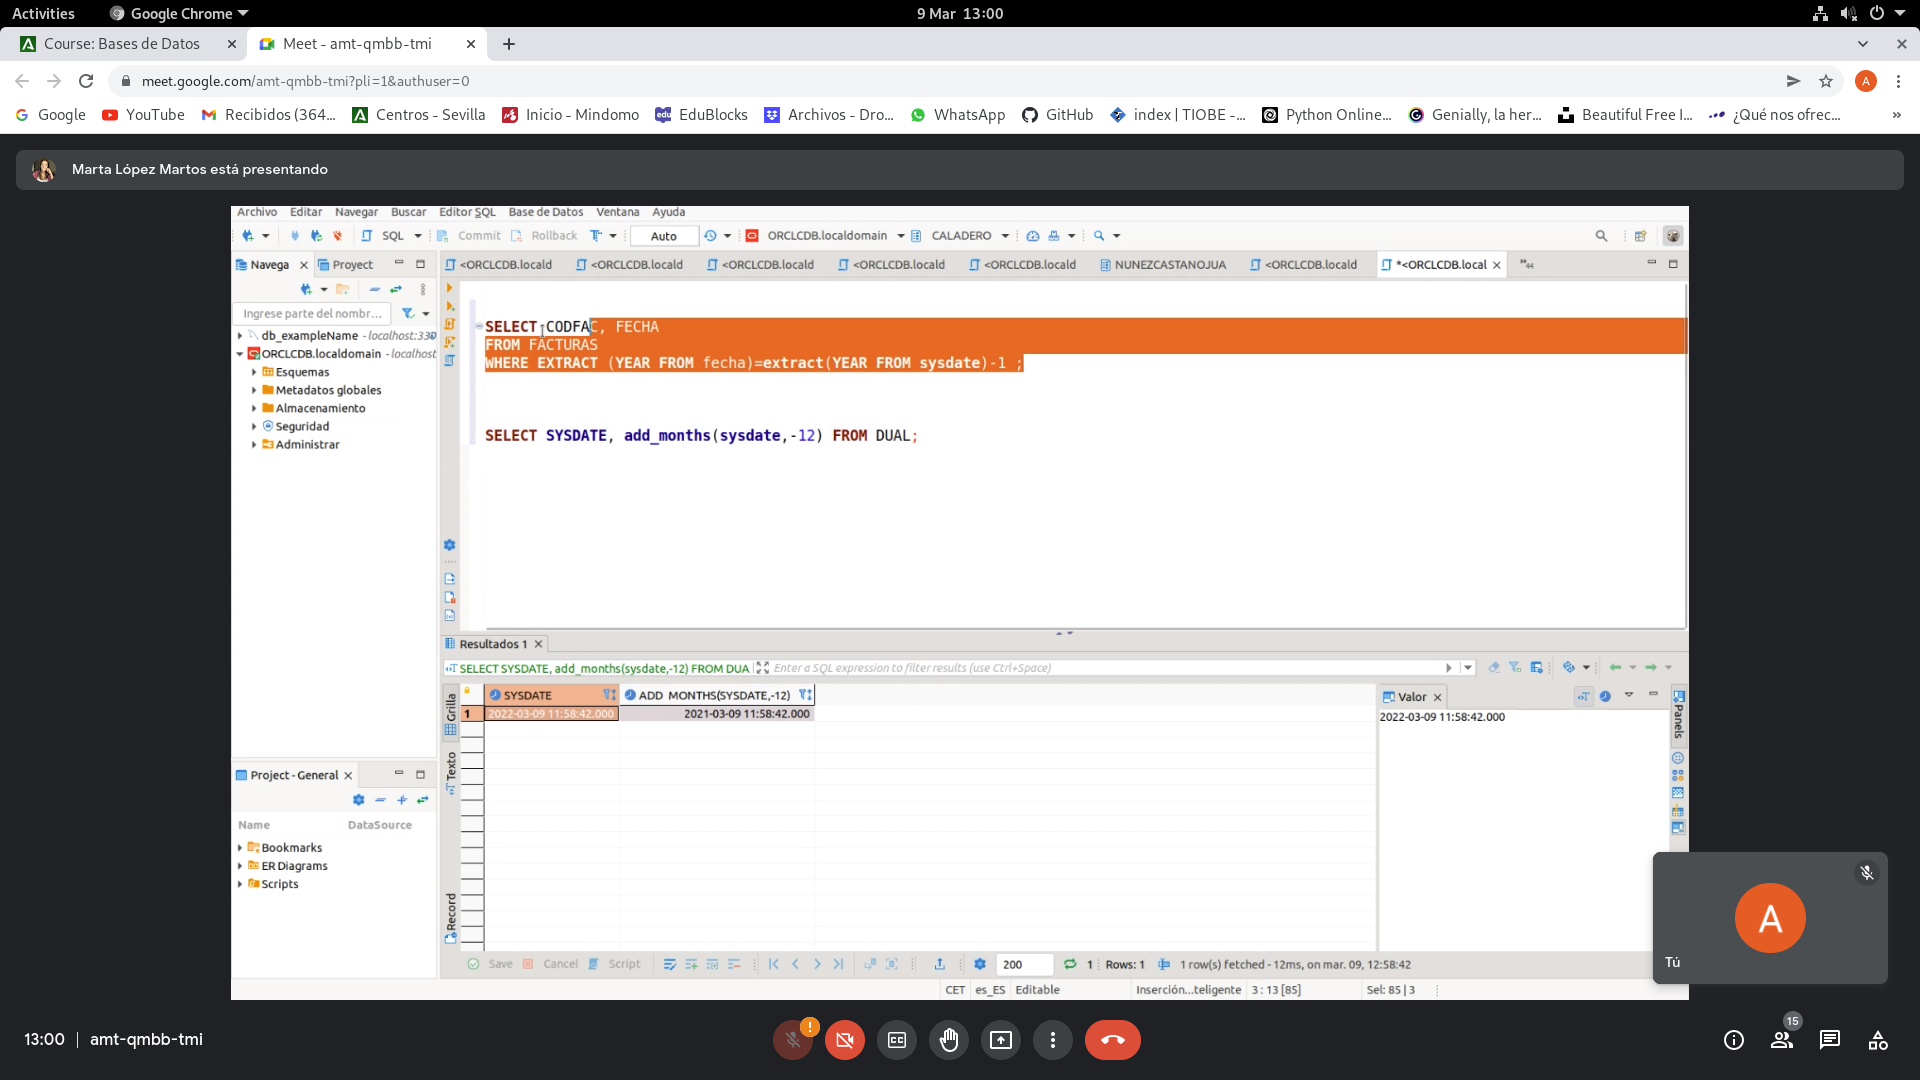 Activities
Google Chrome
9 Mar 13:00
Course: Bases de Datos
Meet - amt-qmbb-tmi
meet.google.com/amt-qmbb-tmi?pli=1&authuser=0
Google YouTube Recibidos (364... Centros - Sevilla Inicio - Mindomo EduBlocks Archivos - Dro... WhatsApp GitHub index | TIOBE -... Python Online... Genially, la her... Beautiful Free I... ¿Qué nos ofrec... »
Marta López Martos está presentando
Archivo Editar Navegar Buscar Editor SQL Base de Datos Ventana Ayuda
SQL Commit Rollback Auto ORCLCDB.localdomain CALADERO
Navega Proyect
<ORCLCDB.locald <ORCLCDB.locald <ORCLCDB.locald <ORCLCDB.locald <ORCLCDB.locald NUNEZCASTANOJUA <ORCLCDB.locald *<ORCLCDB.local »44
Ingrese parte del nombr...
db_exampleName - localhost:330
ORCLCDB.localdomain - localhost
Esquemas
Metadatos globales
Almacenamiento
Seguridad
Administrar
SELECT CODFAC, FECHA
FROM FACTURAS
WHERE EXTRACT (YEAR FROM fecha)=extract(YEAR FROM sysdate)-1 ;
SELECT SYSDATE, add_months(sysdate,-12) FROM DUAL;
Resultados 1
SELECT SYSDATE, add_months(sysdate,-12) FROM DUA
Enter a SQL expression to filter results (use Ctrl+Space)
Grilla
Texto
Record
SYSDATE ADD_MONTHS(SYSDATE,-12)
1 2022-03-09 11:58:42.000 2021-03-09 11:58:42.000
Valor
2022-03-09 11:58:42.000
Panels
Project - General
Name DataSource
Bookmarks
ER Diagrams
Scripts
Save Cancel Script 200 1 Rows: 1 1 row(s) fetched - 12ms, on mar. 09, 12:58:42
CET es_ES Editable Inserción...teligente 3 : 13 [85] Sel: 85 | 3
A
Tú
13:00 | amt-qmbb-tmi
15